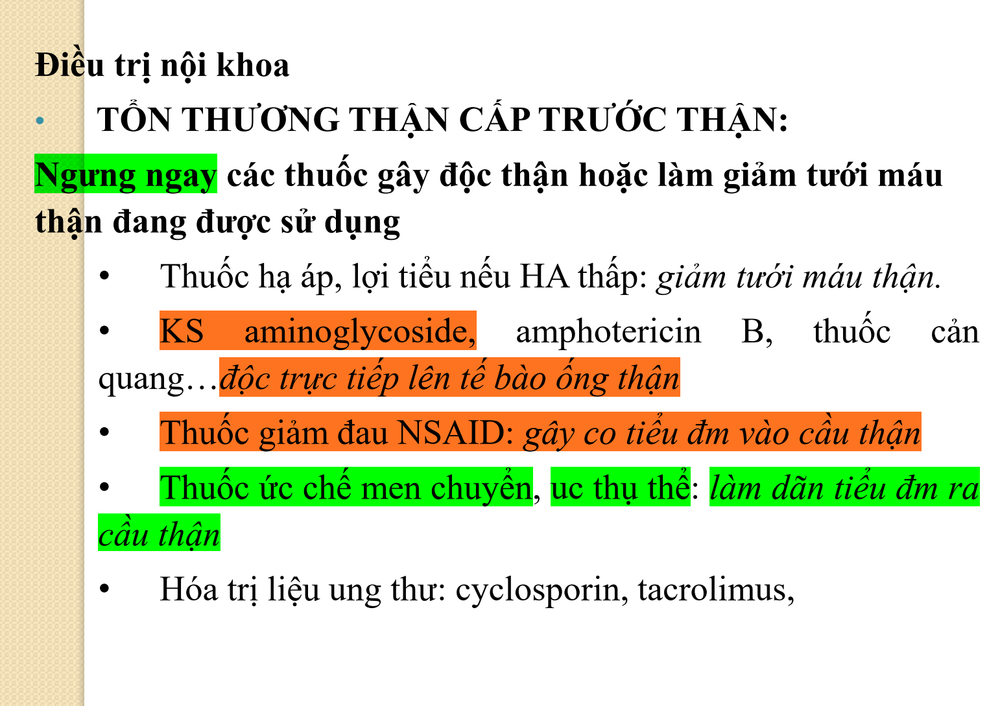 Điều trị nội khoa
• TỔN THƯƠNG THẬN CẤP TRƯỚC THẬN:
Ngưng ngay các thuốc gây độc thận hoặc làm giảm tưới máu
thận đang được sử dụng
• Thuốc hạ áp, lợi tiểu nếu HA thấp: giảm tưới máu thận.
• KS aminoglycoside, amphotericin B, thuốc cản
quang…độc trực tiếp lên tế bào ống thận
• Thuốc giảm đau NSAID: gây co tiểu đm vào cầu thận
• Thuốc ức chế men chuyển, uc thụ thể: làm dãn tiểu đm ra
cầu thận
• Hóa trị liệu ung thư: cyclosporin, tacrolimus,